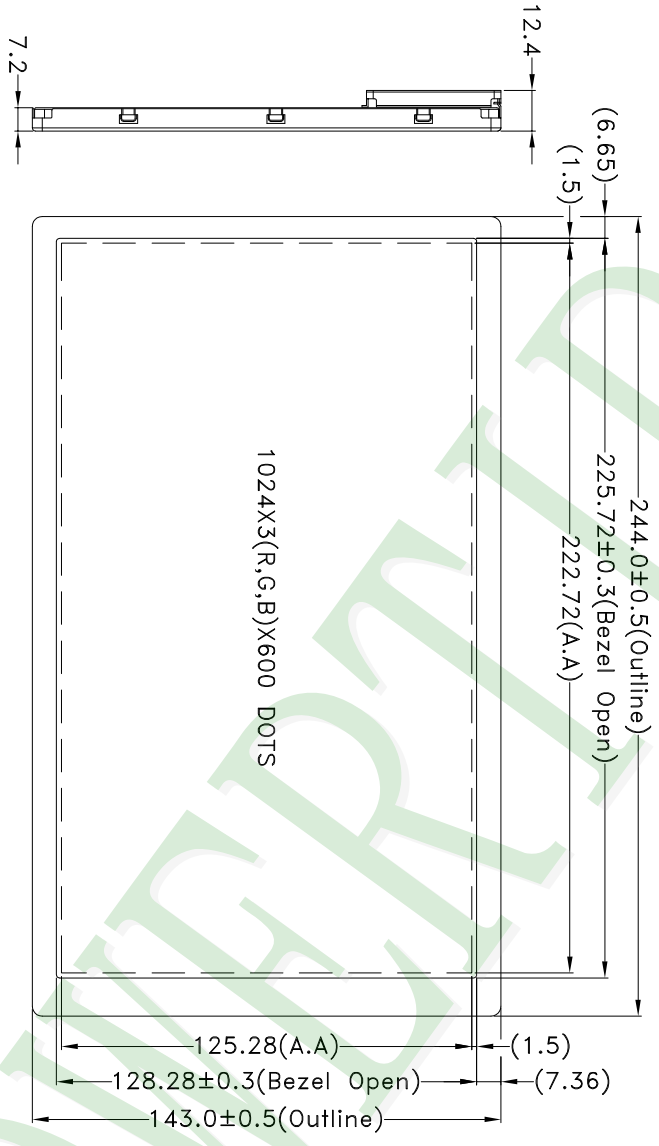 12.4
7.2
(6.65)
(1.5)
244.0±0.5(Outline)
225.72±0.3(Bezel Open)
222.72(A.A)
1024X3(R,G,B)X600 DOTS
125.28(A.A)
(1.5)
128.28±0.3(Bezel Open)
(7.36)
143.0±0.5(Outline)